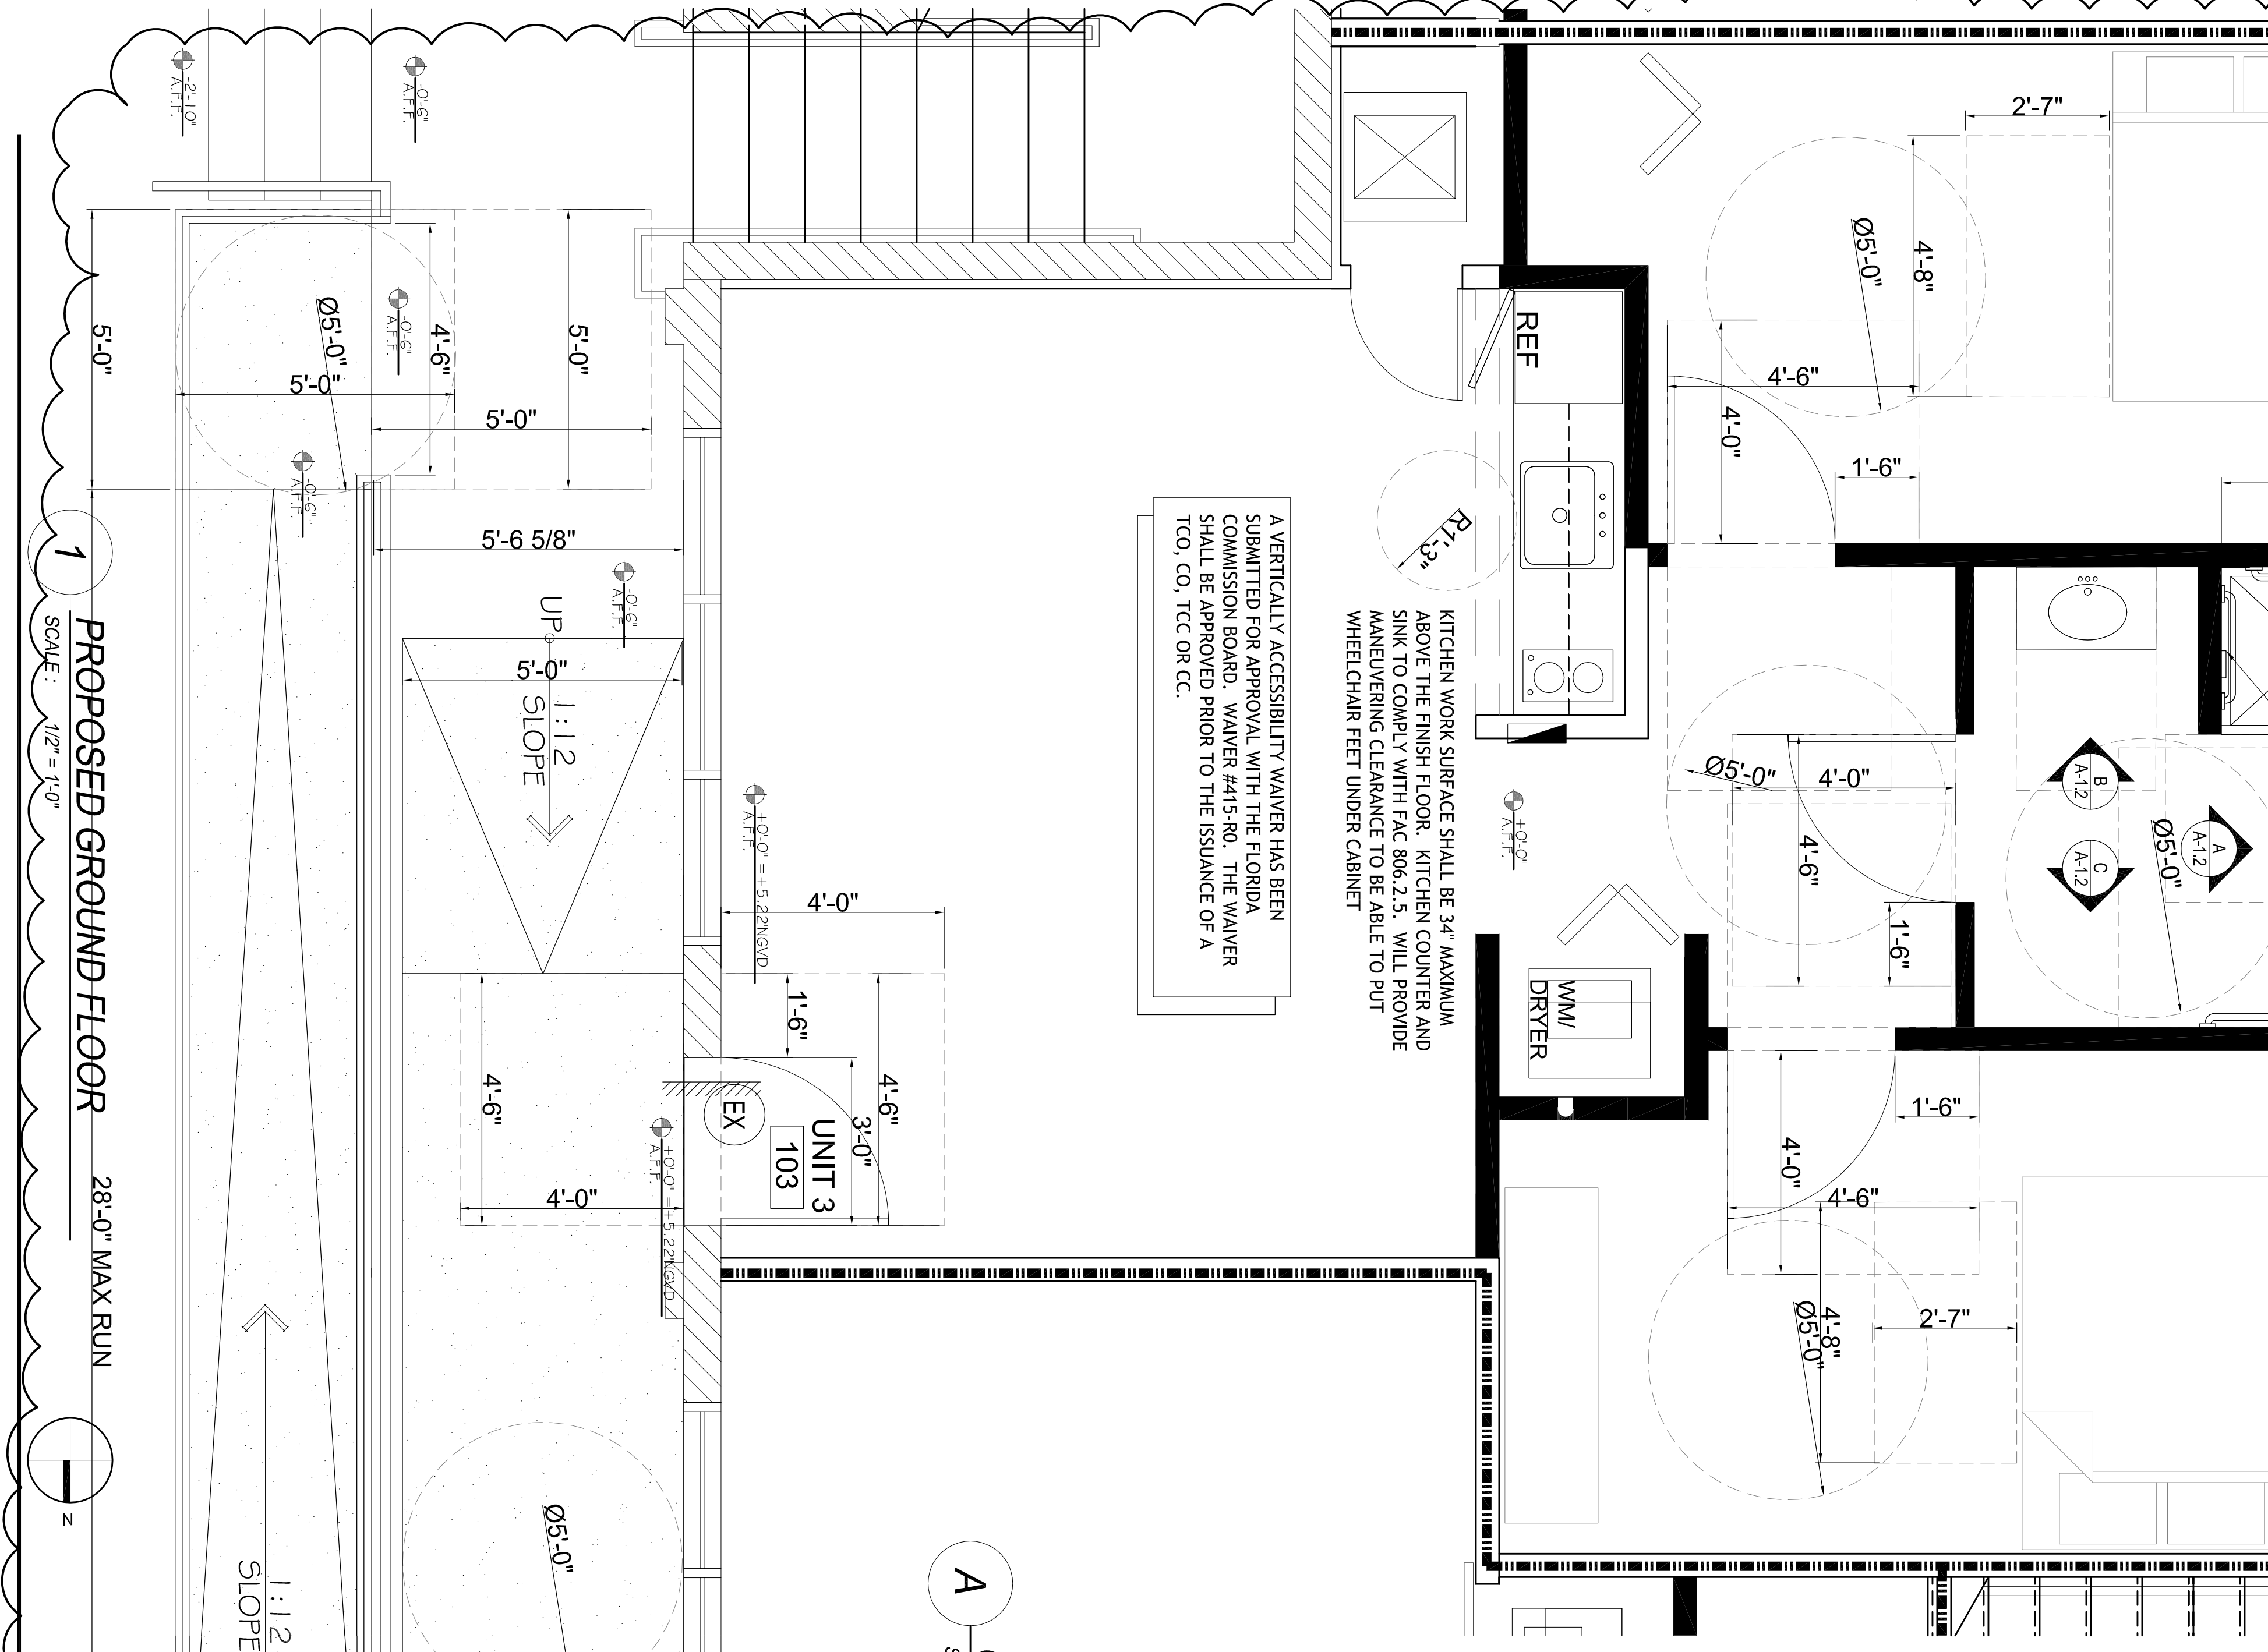 -2'-10"
A.F.F.
-0'-6"
A.F.F.
5'-0"
Ø5'-0"
-0'-6"
A.F.F.
4'-6"
5'-0"
5'-0"
5'-0"
-0'-6"
A.F.F.
5'-6 5/8"
-0'-6"
A.F.F.
UP
5'-0"
1:12
SLOPE
REF
R1'-3"
A VERTICALLY ACCESSIBILITY WAIVER HAS BEEN
SUBMITTED FOR APPROVAL WITH THE FLORIDA
COMMISSION BOARD. WAIVER #415-R0. THE WAIVER
SHALL BE APPROVED PRIOR TO THE ISSUANCE OF A
TCO, CO, TCC OR CC.
KITCHEN WORK SURFACE SHALL BE 34" MAXIMUM
ABOVE THE FINISH FLOOR. KITCHEN COUNTER AND
SINK TO COMPLY WITH FAC 806.2.5. WILL PROVIDE
MANEUVERING CLEARANCE TO BE ABLE TO PUT
WHEELCHAIR FEET UNDER CABINET
2'-7"
4'-8"
Ø5'-0"
4'-6"
4'-0"
1'-6"
Ø5'-0"
4'-0"
4'-6"
1'-6"
B
A-1.2
C
A-1.2
A
A-1.2
Ø5'-0"
+0'-0"
A.F.F.
+0'-0" =+5.22'NGVD
A.F.F.
4'-0"
1'-6"
4'-6"
3'-0"
UNIT 3
103
EX
4'-6"
4'-0"
+0'-0" =+5.22'NGVD
A.F.F.
WM/
DRYER
1'-6"
4'-0"
4'-6"
4'-8"
Ø5'-0"
2'-7"
1
PROPOSED GROUND FLOOR
SCALE : 1/2" = 1'-0"
28'-0" MAX RUN
N
Ø5'-0"
1:12
SLOPE
A